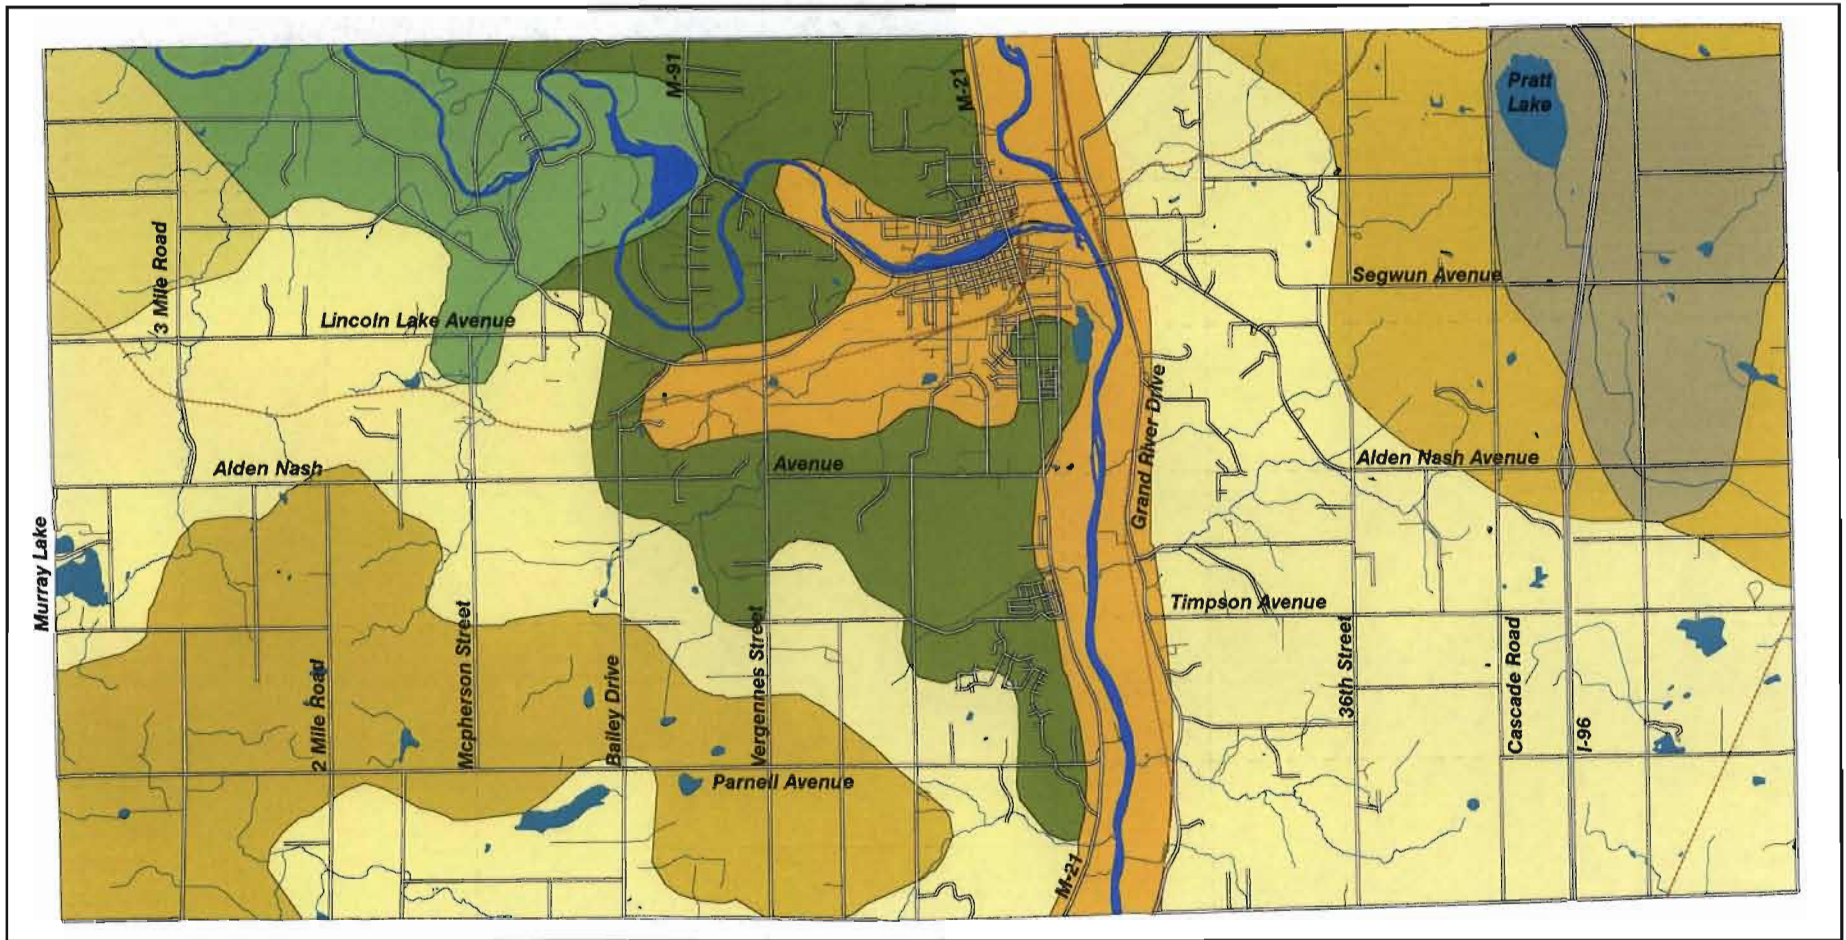 M-91
M-21
Pratt
Lake
3 Mile Road
Segwun Avenue
Lincoln Lake Avenue
Grand River Drive
Alden Nash
Avenue
Alden Nash Avenue
Murray Lake
Timpson Avenue
2 Mile Road
Mcpherson Street
Bailey Drive
Vergennes Street
36th Street
Cascade Road
I-96
Parnell Avenue
M-21